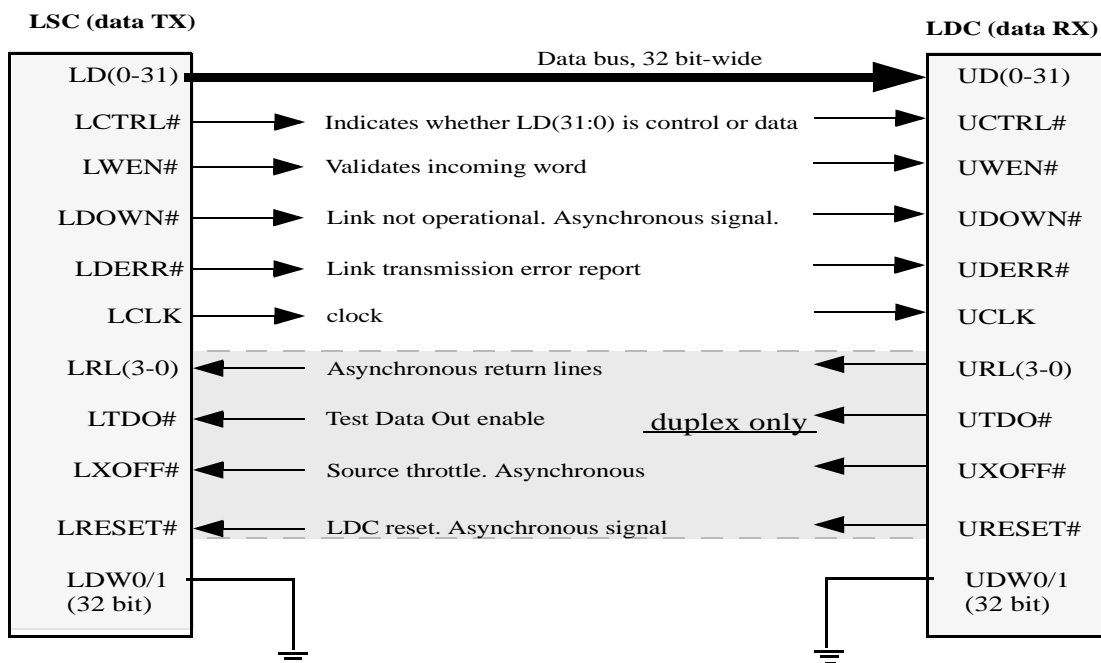 LSC (data TX)
LDC (data RX)
LD(0-31)
Data bus, 32 bit-wide
UD(0-31)
LCTRL#
Indicates whether LD(31:0) is control or data
UCTRL#
LWEN#
Validates incoming word
UWEN#
LDOWN#
Link not operational. Asynchronous signal.
UDOWN#
LDERR#
Link transmission error report
UDERR#
LCLK
clock
UCLK
LRL(3-0)
Asynchronous return lines
URL(3-0)
LTDO#
Test Data Out enable
duplex only
UTDO#
LXOFF#
Source throttle. Asynchronous
UXOFF#
LRESET#
LDC reset. Asynchronous signal
URESET#
LDW0/1
(32 bit)
UDW0/1
(32 bit)